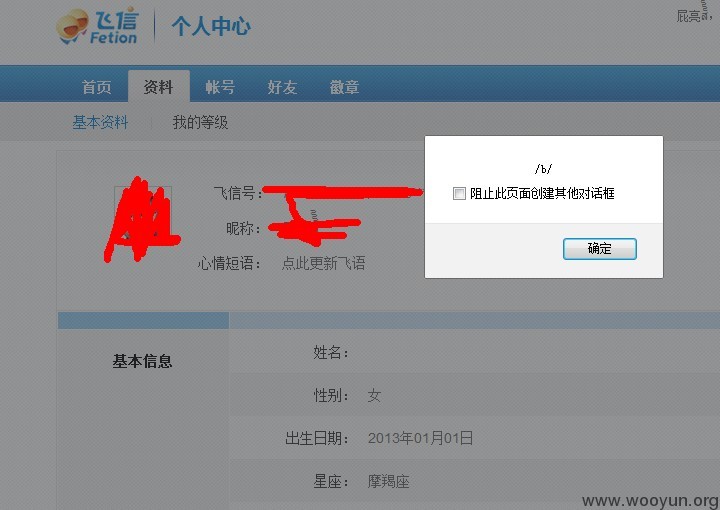 飞信 Fetion 个人中心
屁亮
首页 资料 帐号 好友 徽章
基本资料 | 我的等级
/b/
阻止此页面创建其他对话框
确定
飞信号：
昵称：
心情短语： 点此更新飞语
基本信息
姓名：
性别： 女
出生日期： 2013年01月01日
星座： 摩羯座
www.wooyun.org